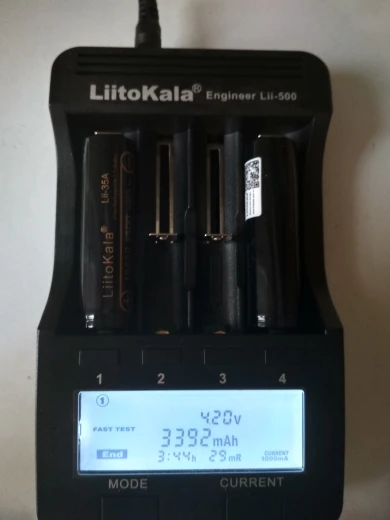 LiitoKala® Engineer Lii-500
LiitoKala® Lii-35A
1 2 3 4
1
4.20V
FAST TEST
3392mAh
End 3:44h 29mR CURRENT
1000mA
MODE CURRENT